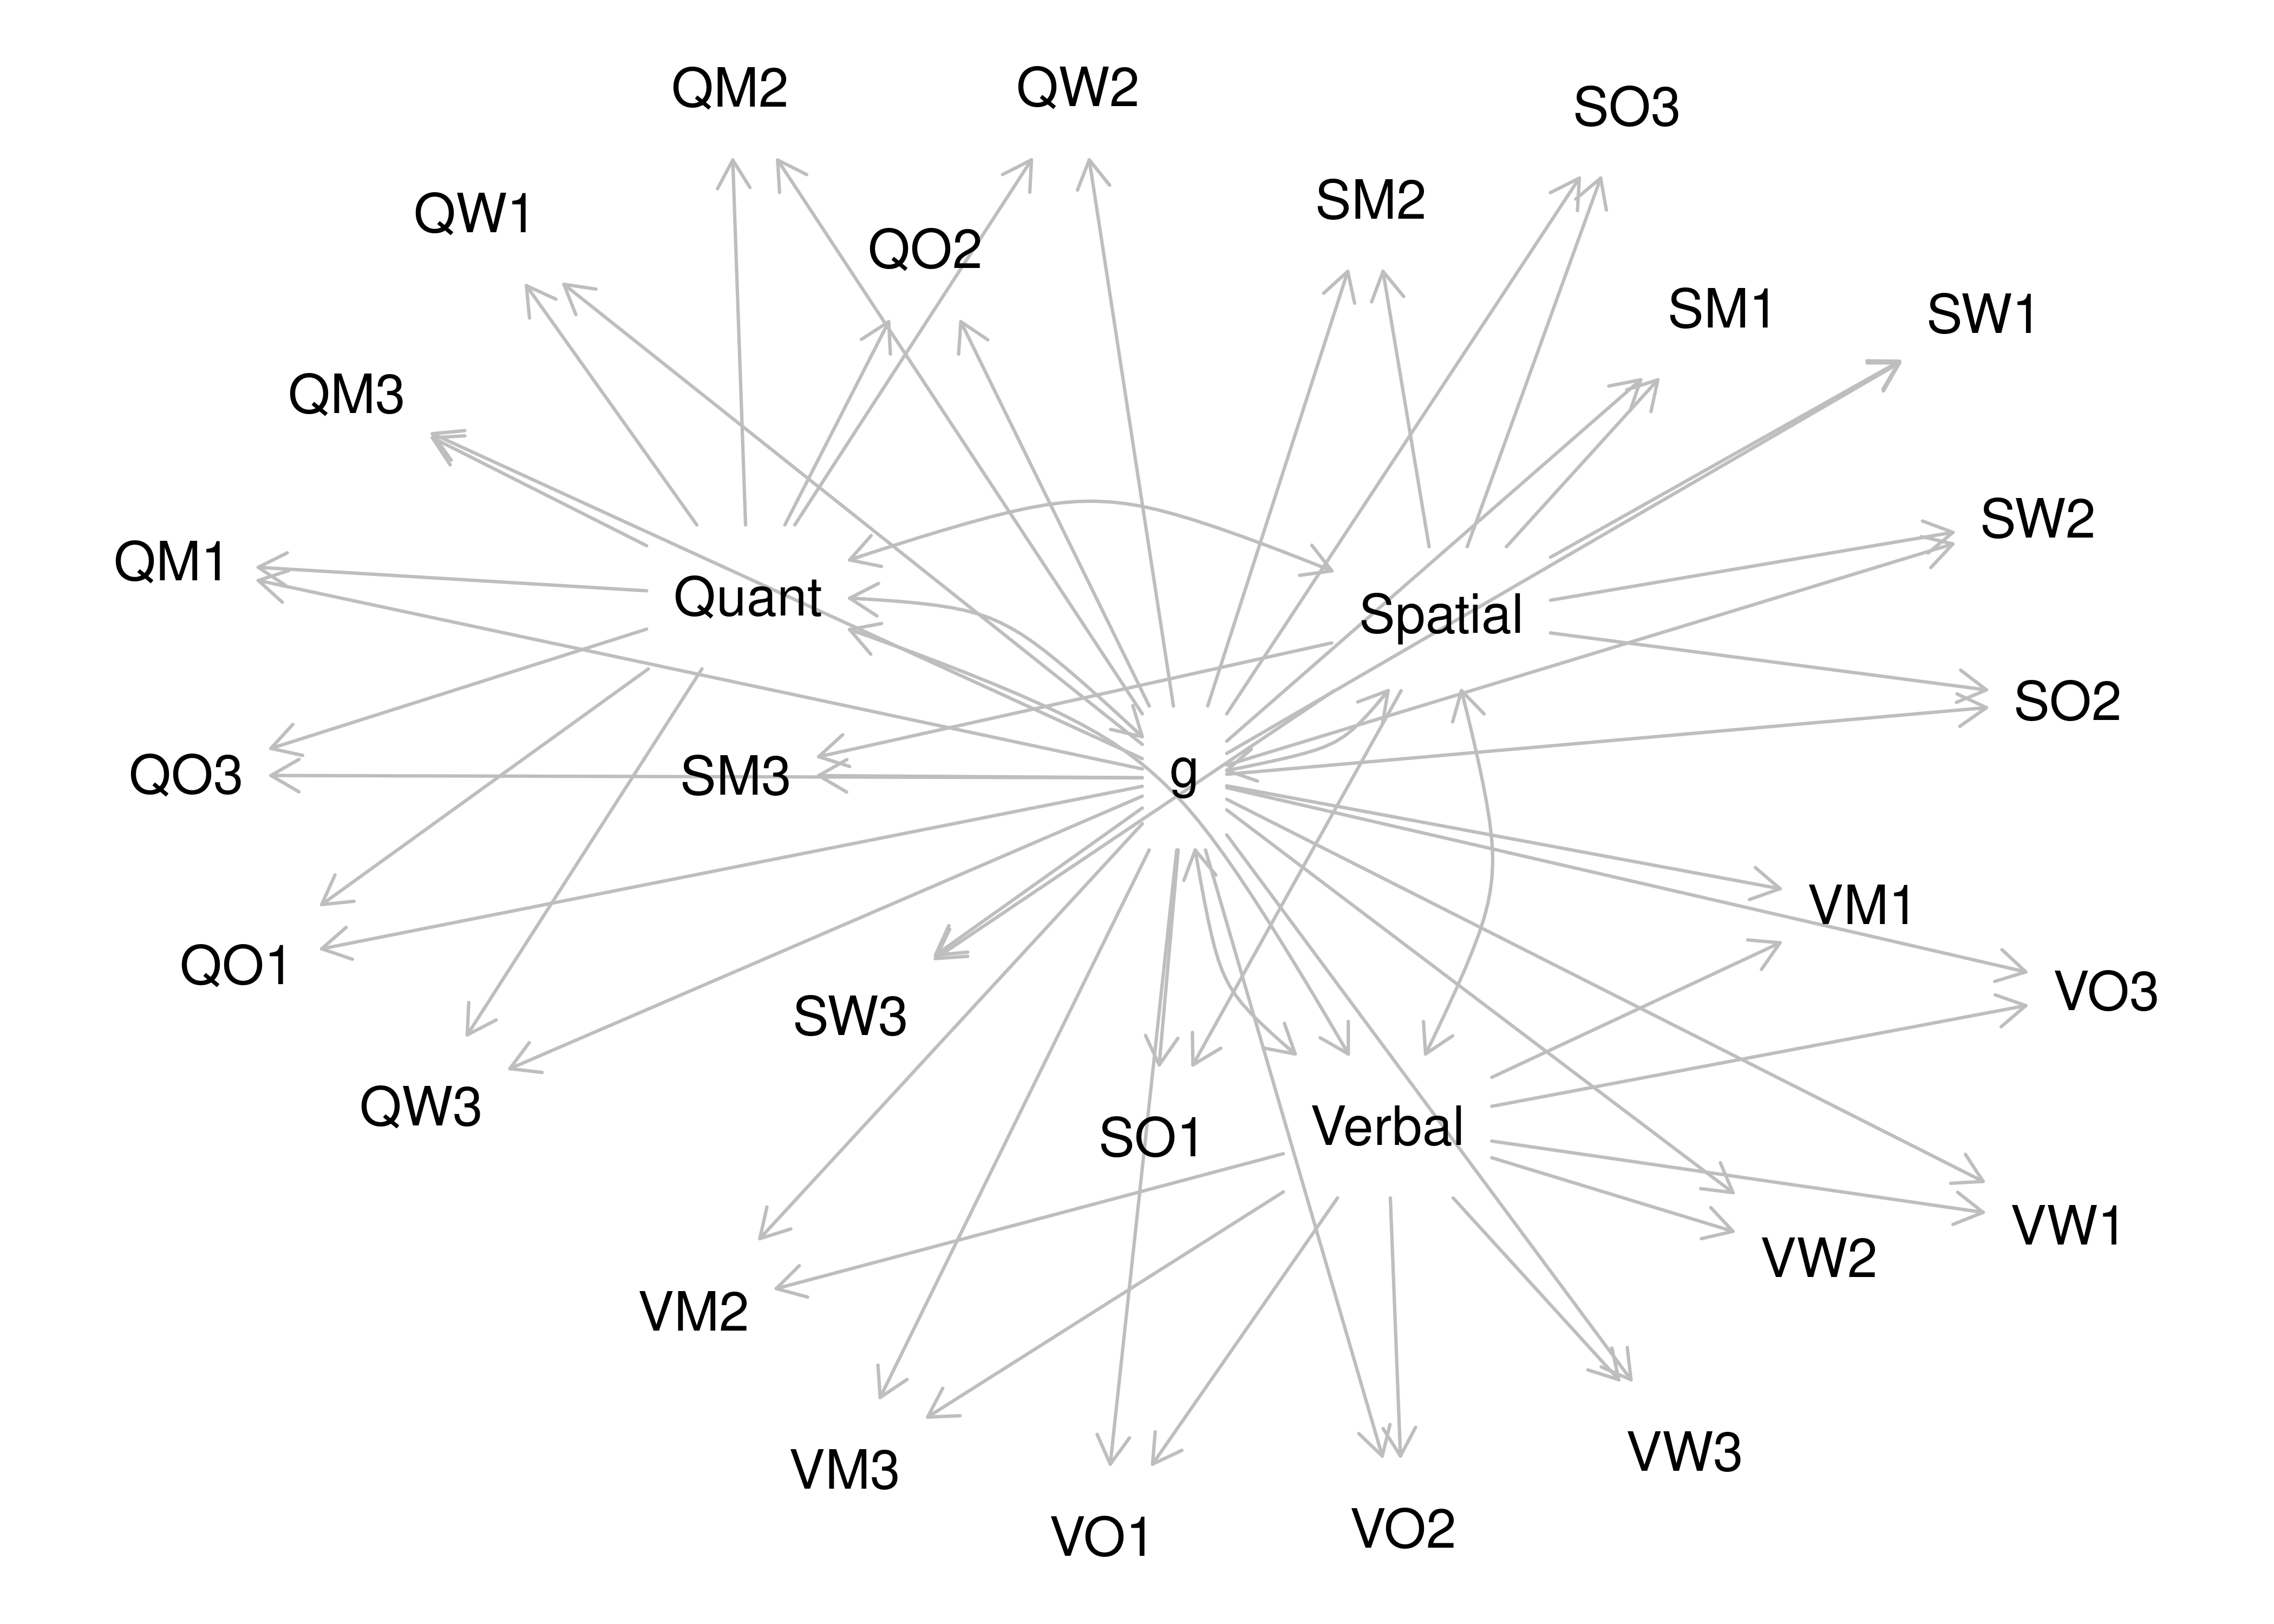 QM2
QW2
SO3
SM2
QW1
QO2
SM1
SW1
QM3
SW2
QM1
Quant
Spatial
SO2
QO3
SM3
g
VM1
QO1
VO3
SW3
QW3
SO1
Verbal
VW1
VW2
VM2
VW3
VM3
VO2
VO1